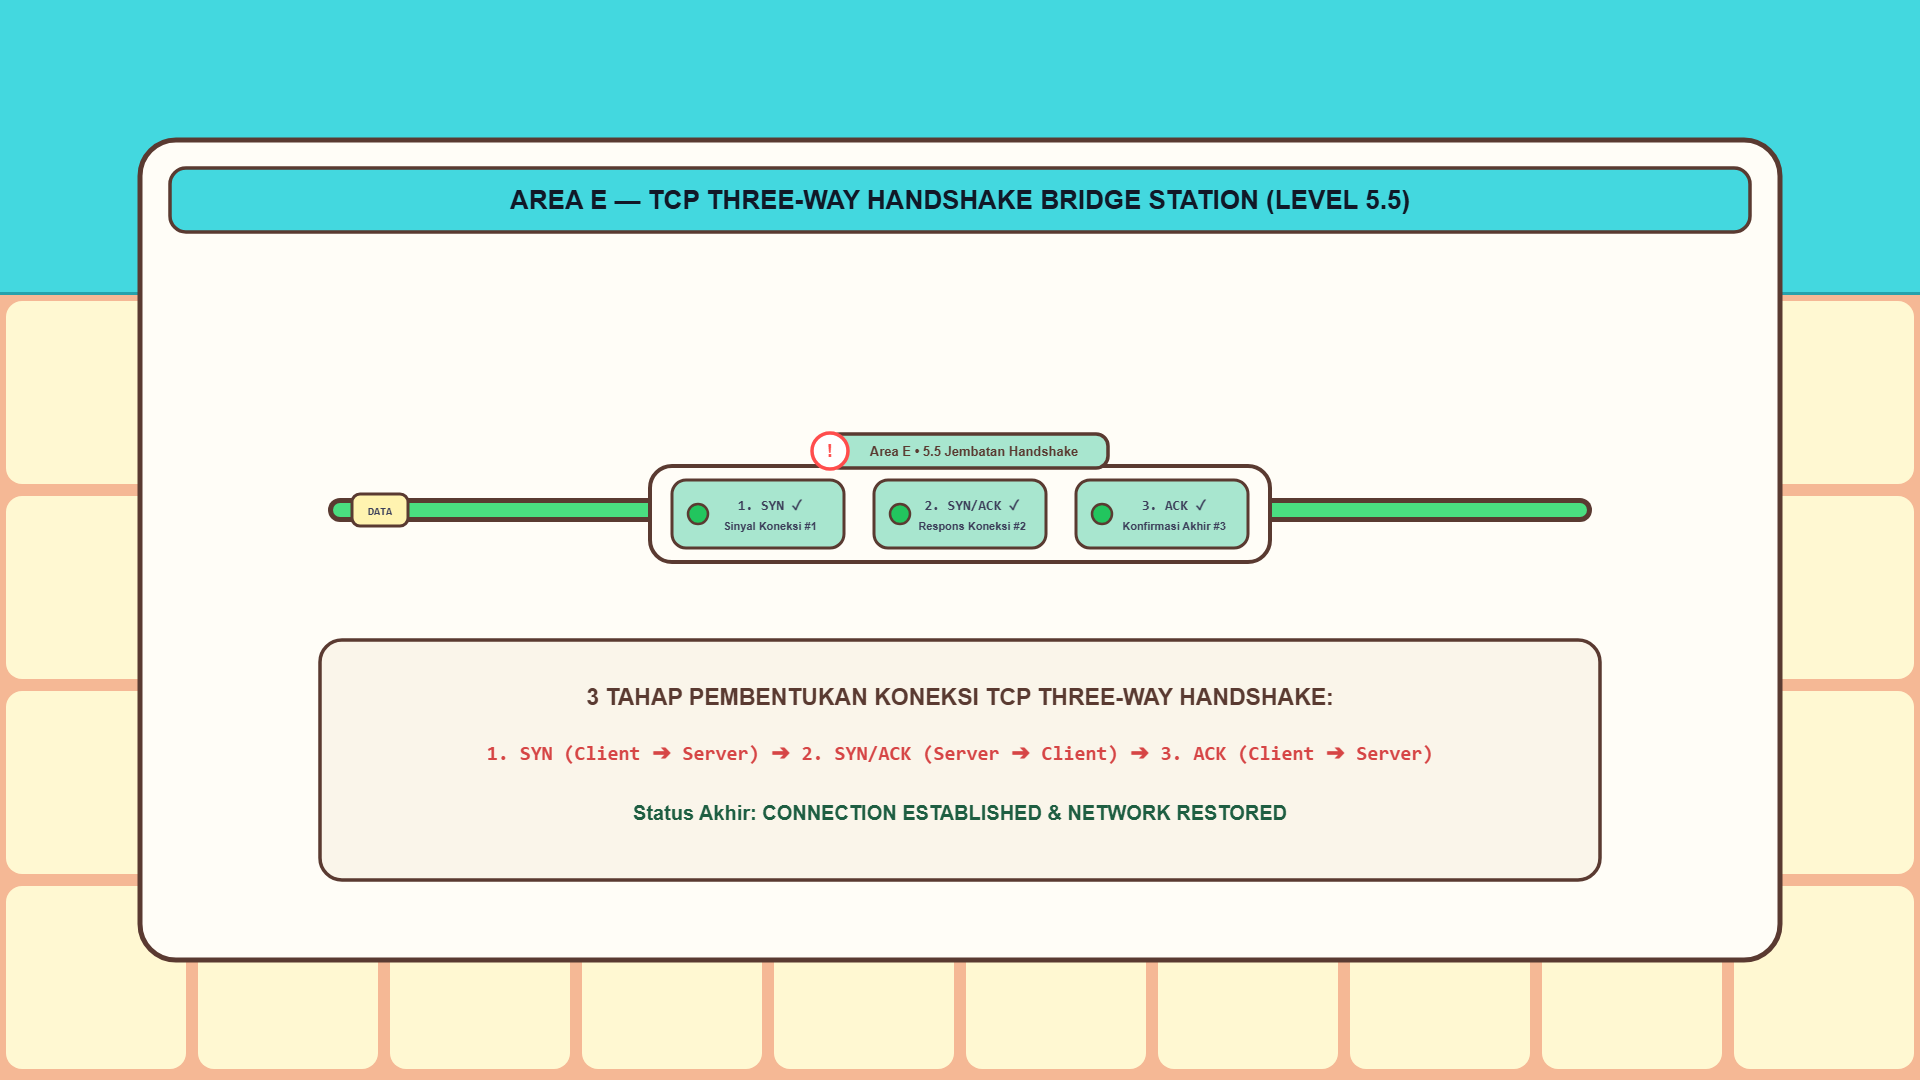 AREA E — TCP THREE-WAY HANDSHAKE BRIDGE STATION (LEVEL 5.5)
! Area E • 5.5 Jembatan Handshake
DATA
1. SYN ✓
Sinyal Koneksi #1
2. SYN/ACK ✓
Respons Koneksi #2
3. ACK ✓
Konfirmasi Akhir #3
3 TAHAP PEMBENTUKAN KONEKSI TCP THREE-WAY HANDSHAKE:
1. SYN (Client ➔ Server) ➔ 2. SYN/ACK (Server ➔ Client) ➔ 3. ACK (Client ➔ Server)
Status Akhir: CONNECTION ESTABLISHED & NETWORK RESTORED